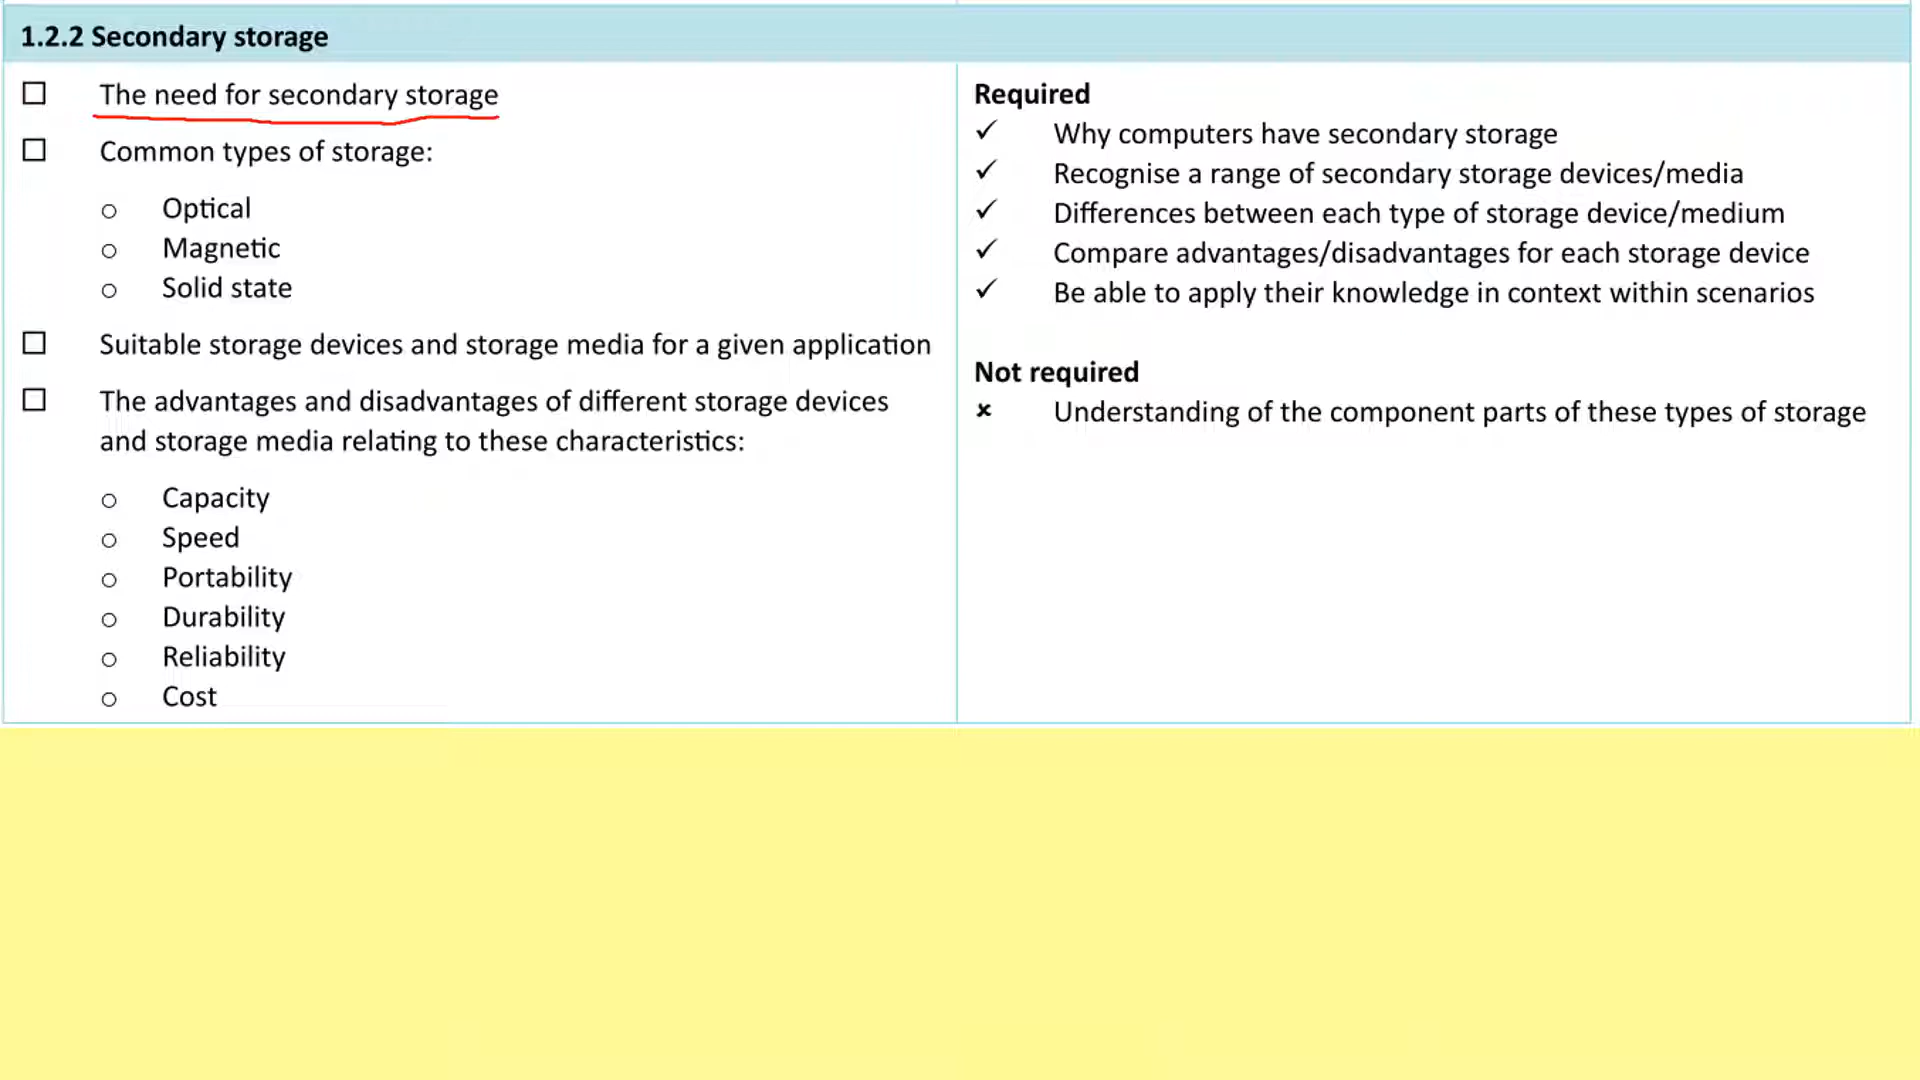 1.2.2 Secondary storage
☐ The need for secondary storage
☐ Common types of storage:
o Optical
o Magnetic
o Solid state
☐ Suitable storage devices and storage media for a given application
☐ The advantages and disadvantages of different storage devices
and storage media relating to these characteristics:
o Capacity
o Speed
o Portability
o Durability
o Reliability
o Cost
Required
✓ Why computers have secondary storage
✓ Recognise a range of secondary storage devices/media
✓ Differences between each type of storage device/medium
✓ Compare advantages/disadvantages for each storage device
✓ Be able to apply their knowledge in context within scenarios
Not required
× Understanding of the component parts of these types of storage